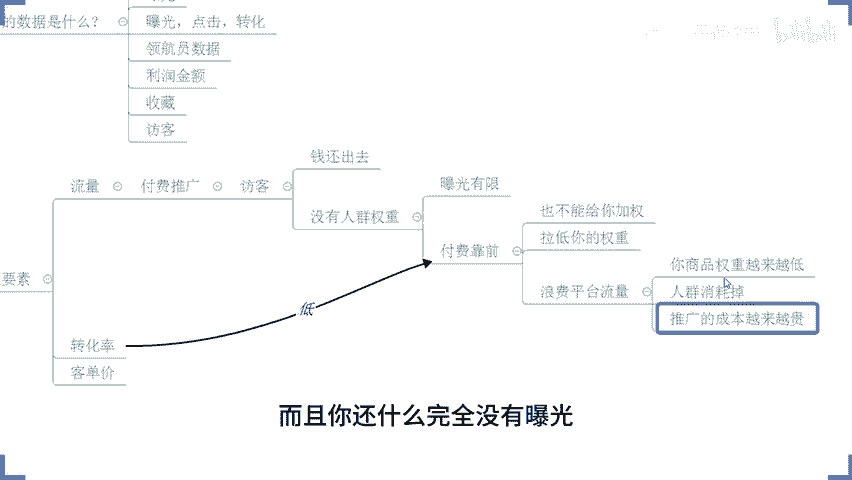 的数据是什么？
曝光，点击，转化
领航员数据
利润金额
收藏
访客
钱还出去
流量
付费推广
访客
没有人群权重
曝光有限
付费靠前
也不能给你加权
拉低你的权重
浪费平台流量
你商品权重越来越低
人群消耗掉
推广的成本越来越贵
要素
低
转化率
客单价
而且你还什么完全没有曝光
bilibili